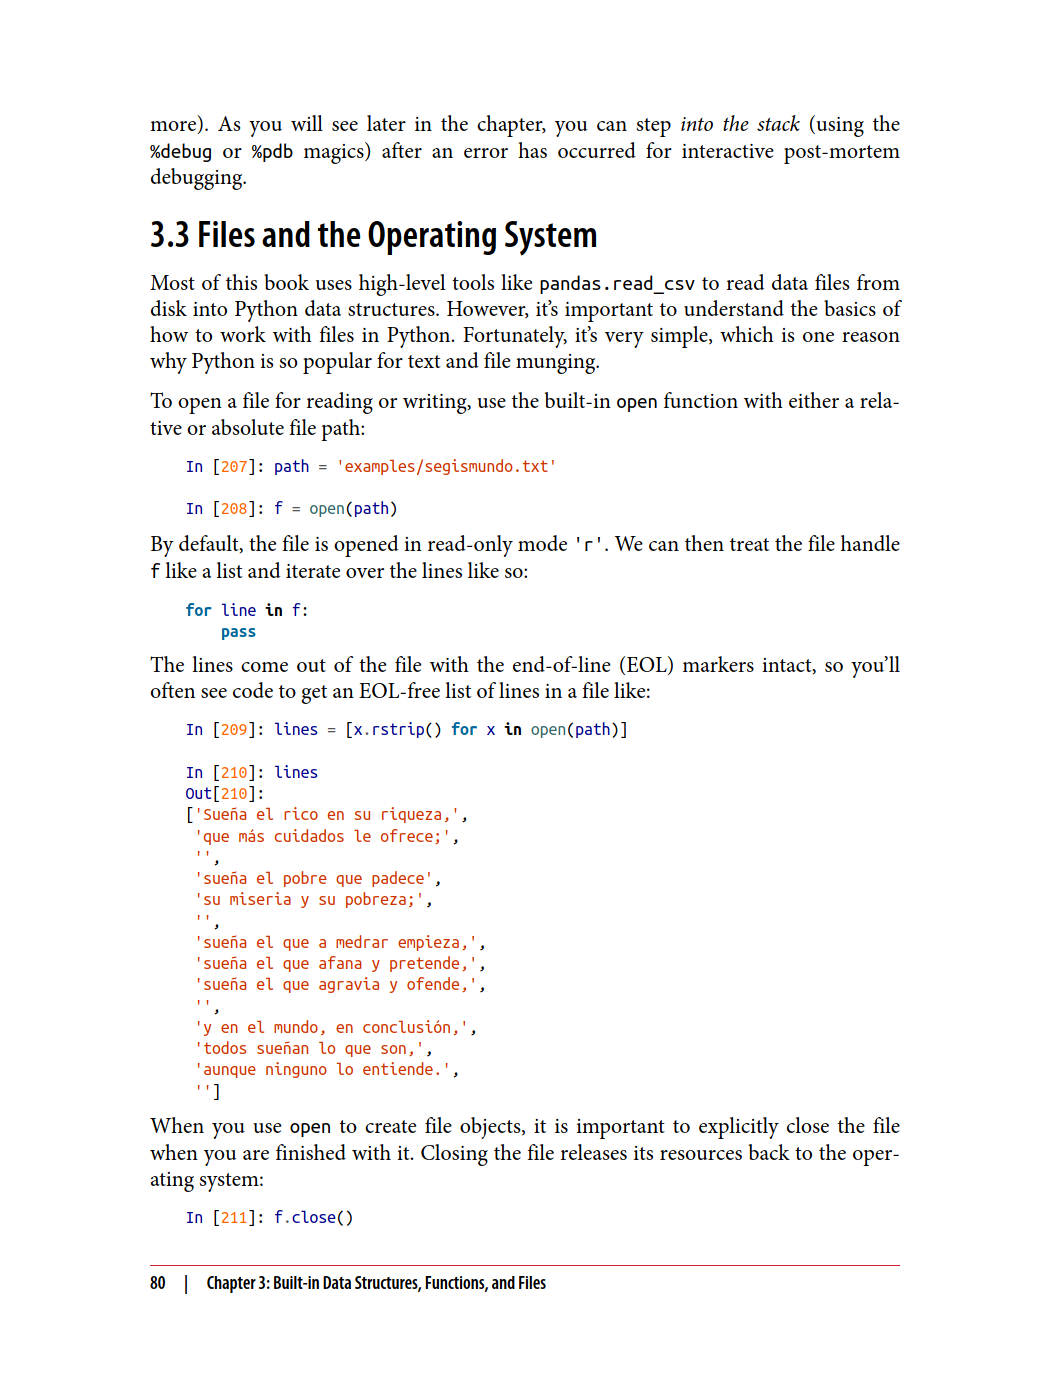 more). As you will see later in the chapter, you can step into the stack (using the
%debug or %pdb magics) after an error has occurred for interactive post-mortem
debugging.
3.3 Files and the Operating System
Most of this book uses high-level tools like pandas.read_csv to read data files from
disk into Python data structures. However, it’s important to understand the basics of
how to work with files in Python. Fortunately, it’s very simple, which is one reason
why Python is so popular for text and file munging.
To open a file for reading or writing, use the built-in open function with either a rela-
tive or absolute file path:
In [207]: path = 'examples/segismundo.txt'
In [208]: f = open(path)
By default, the file is opened in read-only mode 'r'. We can then treat the file handle
f like a list and iterate over the lines like so:
for line in f:
    pass
The lines come out of the file with the end-of-line (EOL) markers intact, so you’ll
often see code to get an EOL-free list of lines in a file like:
In [209]: lines = [x.rstrip() for x in open(path)]
In [210]: lines
Out[210]:
['Sueña el rico en su riqueza,',
 'que más cuidados le ofrece;',
 '',
 'sueña el pobre que padece',
 'su miseria y su pobreza;',
 '',
 'sueña el que a medrar empieza,',
 'sueña el que afana y pretende,',
 'sueña el que agravia y ofende,',
 '',
 'y en el mundo, en conclusión,',
 'todos sueñan lo que son,',
 'aunque ninguno lo entiende.',
 '']
When you use open to create file objects, it is important to explicitly close the file
when you are finished with it. Closing the file releases its resources back to the oper-
ating system:
In [211]: f.close()
80 | Chapter 3: Built-in Data Structures, Functions, and Files